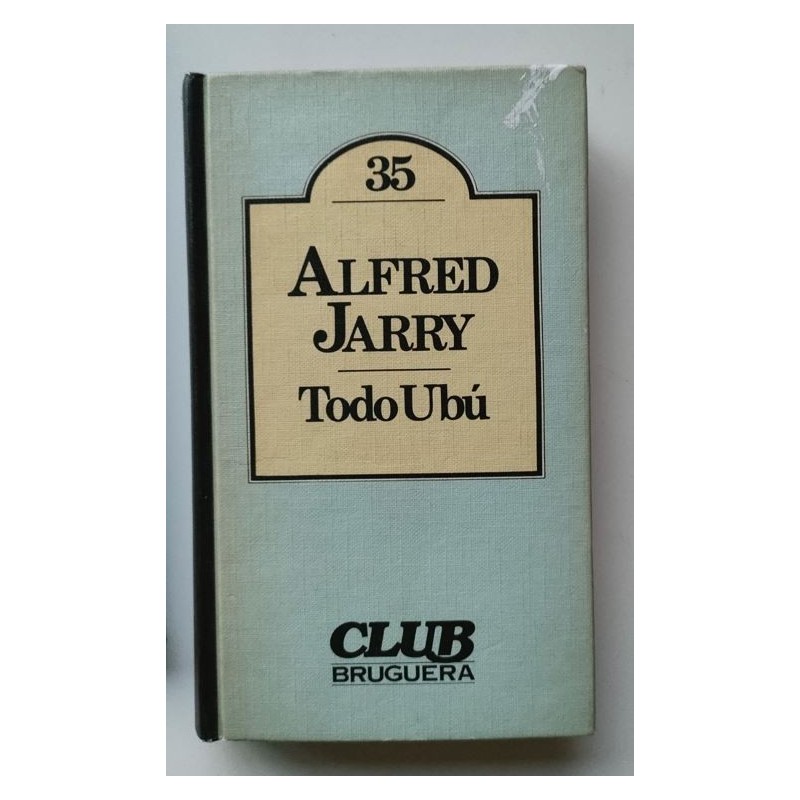 35
ALFRED
JARRY
Todo Ubú
CLUB
BRUGUERA